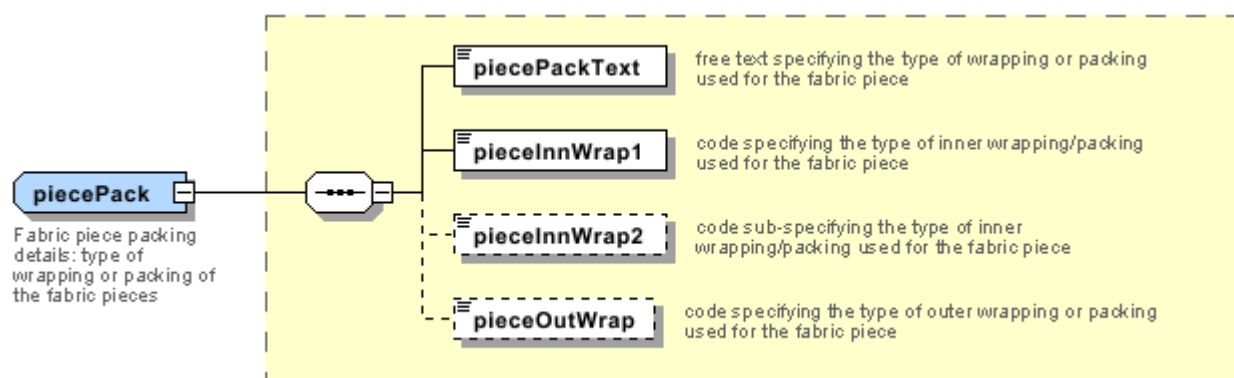 piecePackText
free text specifying the type of wrapping or packing
used for the fabric piece
pieceInnWrap1
code specifying the type of inner wrapping/packing
used for the fabric piece
piecePack
Fabric piece packing
details: type of
wrapping or packing of
the fabric pieces
pieceInnWrap2
code sub-specifying the type of inner
wrapping/packing used for the fabric piece
pieceOutWrap
code specifying the type of outer wrapping or packing
used for the fabric piece